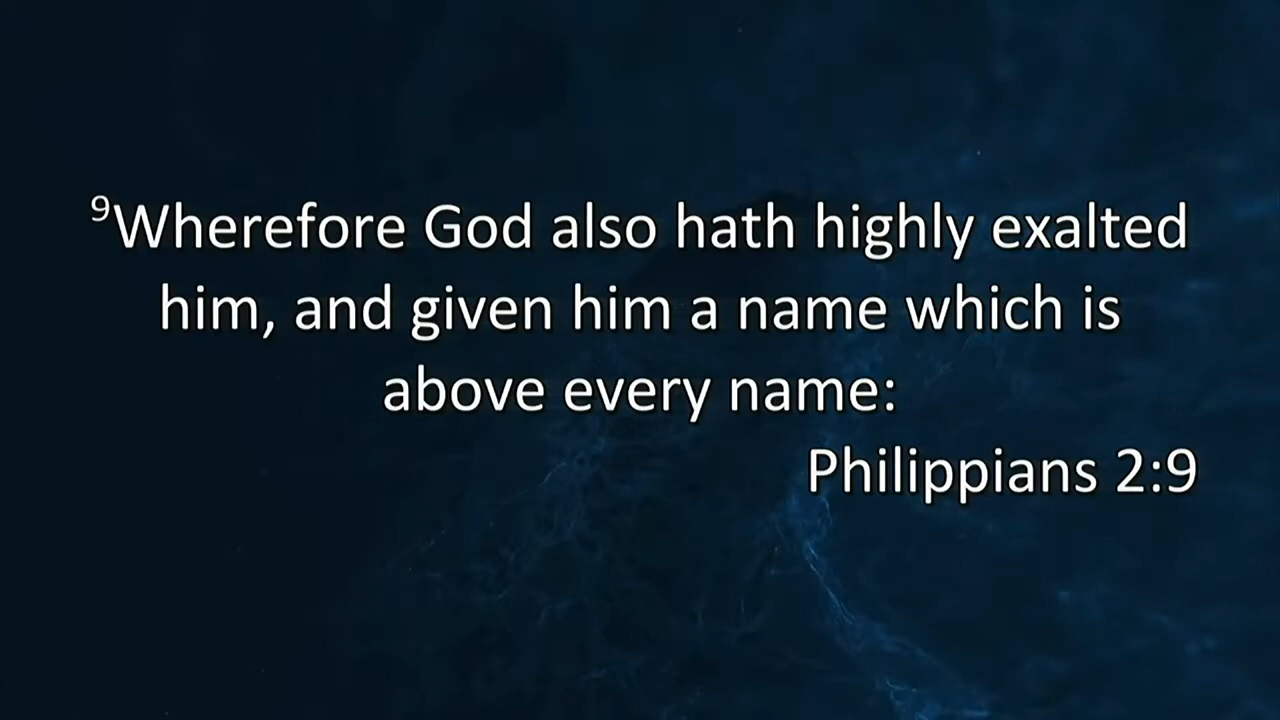 ⁹Wherefore God also hath highly exalted
him, and given him a name which is
above every name:
Philippians 2:9